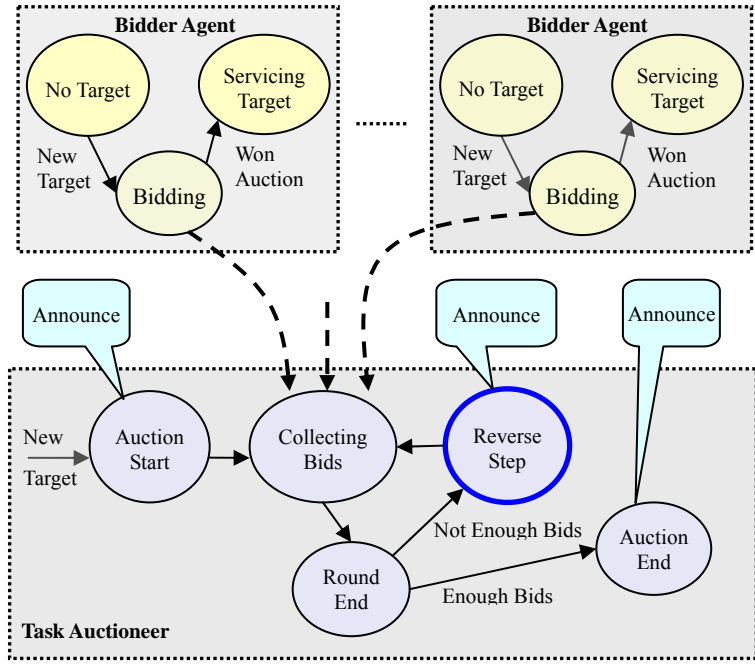 Bidder Agent
No Target
Servicing
Target
New
Target
Won
Auction
Bidding
........
Bidder Agent
No Target
Servicing
Target
New
Target
Won
Auction
Bidding
Announce
Announce
Announce
New
Target
Auction
Start
Collecting
Bids
Reverse
Step
Not Enough Bids
Auction
End
Round
End
Enough Bids
Task Auctioneer